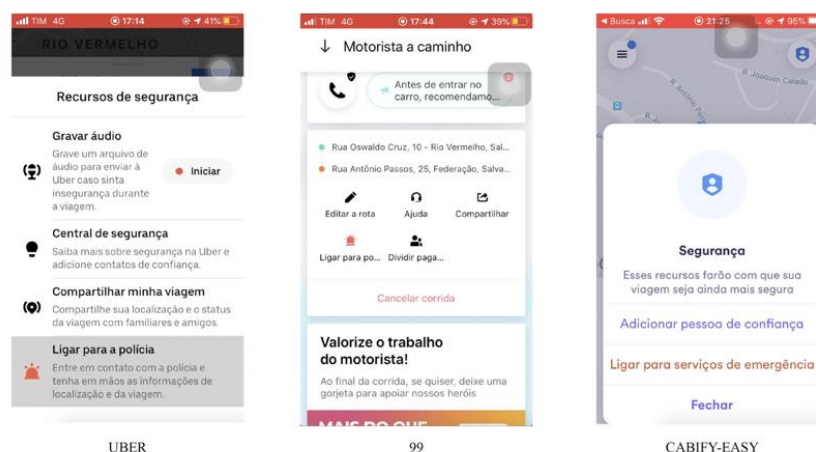 TIM 4G 17:14 41%
RIO VERMELHO
Recursos de segurança
Gravar áudio
Grave um arquivo de
áudio para enviar à
Uber caso sinta
insegurança durante
a viagem.
Iniciar
Central de segurança
Saiba mais sobre segurança na Uber e
adicione contatos de confiança.
Compartilhar minha viagem
Compartilhe sua localização e o status
da viagem com familiares e amigos.
Ligar para a polícia
Entre em contato com a polícia e
tenha em mãos as informações de
localização e da viagem.
UBER
TIM 4G 17:44 39%
Motorista a caminho
Antes de entrar no
carro, recomendamo...
Rua Oswaldo Cruz, 10 - Rio Vermelho, Sal...
Rua Antônio Passos, 25, Federação, Salva...
Editar a rota
Ajuda
Compartilhar
Ligar para po...
Dividir paga...
Cancelar corrida
Valorize o trabalho
do motorista!
Ao final da corrida, se quiser, deixe uma
gorjeta para apoiar nossos
heróis
MAIS DO QUE
99
Busca 21:25 95%
R. Joaquim Caiado
R. Antônio Pass
Segurança
Esses recursos farão com que sua
viagem seja ainda mais segura
Adicionar pessoa de confiança
Ligar para serviços de emergência
Fechar
CABIFY-EASY